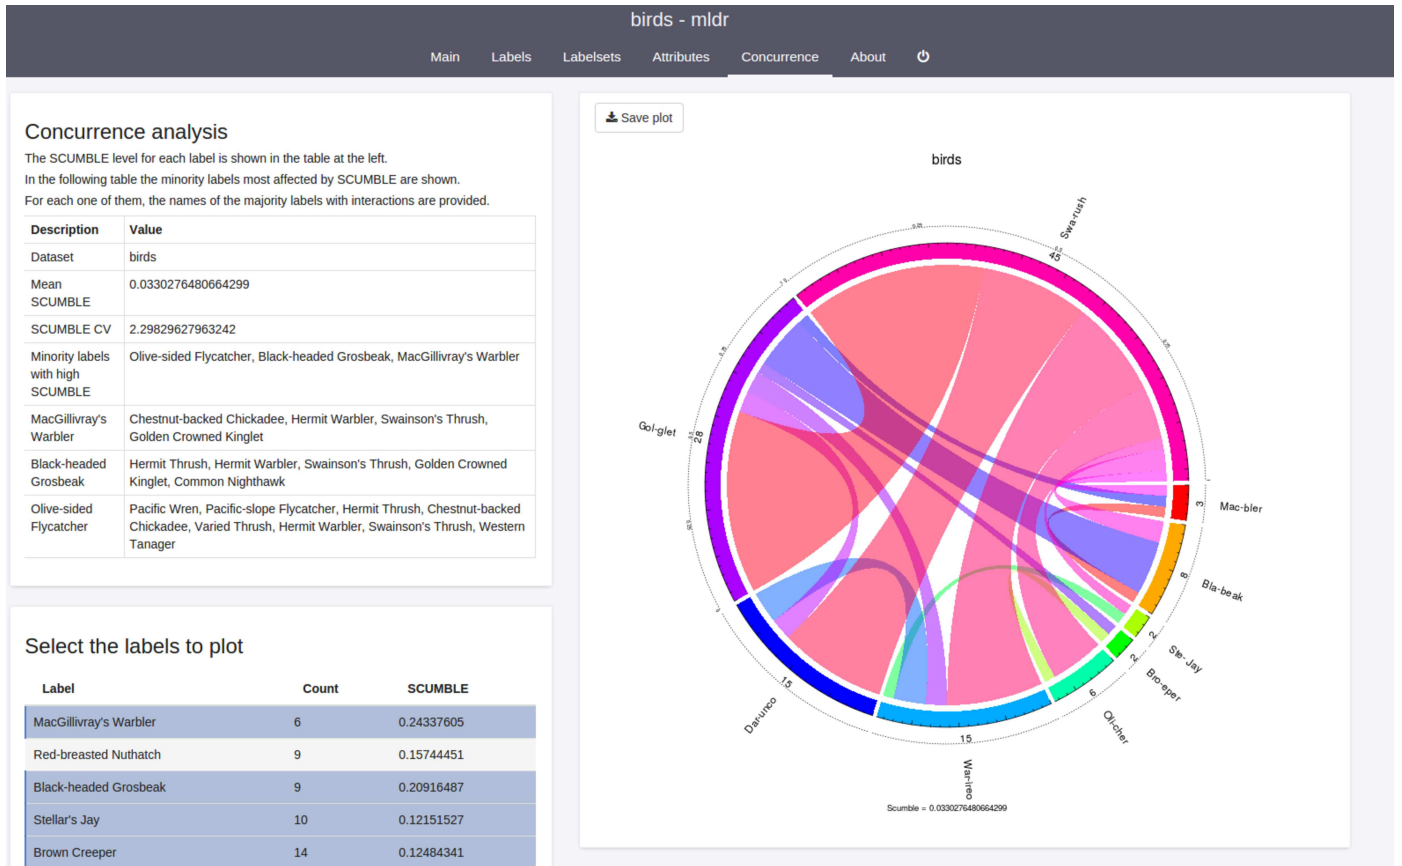 birds - mldr
Main Labels Labelsets Attributes Concurrence About
Concurrence analysis
The SCUMBLE level for each label is shown in the table at the left.
In the following table the minority labels most affected by SCUMBLE are shown.
For each one of them, the names of the majority labels with interactions are provided.
Description Value
Dataset birds
Mean 0.0330276480664299
SCUMBLE
SCUMBLE CV 2.29829627963242
Minority labels Olive-sided Flycatcher, Black-headed Grosbeak, MacGillivray's Warbler
with high
SCUMBLE
MacGillivray's Chestnut-backed Chickadee, Hermit Warbler, Swainson's Thrush,
Warbler Golden Crowned Kinglet
Black-headed Hermit Thrush, Hermit Warbler, Swainson's Thrush, Golden Crowned
Grosbeak Kinglet, Common Nighthawk
Olive-sided Pacific Wren, Pacific-slope Flycatcher, Hermit Thrush, Chestnut-backed
Flycatcher Chickadee, Varied Thrush, Hermit Warbler, Swainson's Thrush, Western
Tanager
Select the labels to plot
Label Count SCUMBLE
MacGillivray's Warbler 6 0.24337605
Red-breasted Nuthatch 9 0.15744451
Black-headed Grosbeak 9 0.20916487
Stellar's Jay 10 0.12151527
Brown Creeper 14 0.12484341
Save plot
birds
Swa-rush
45
Gol-glet
28
3
Mac-bler
8
Bla-beak
2
Ste- Jay
2
Bro-eper
6
Oli-cher
15
War-ireo
15
Dar-unco
Scumble = 0.0330276480664299